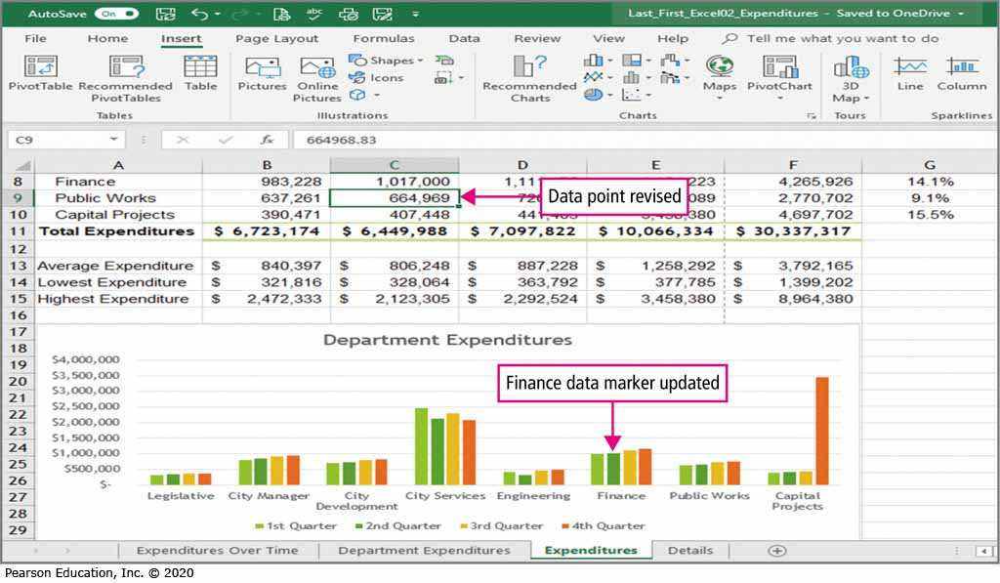 AutoSave On Last_First_Excel02_Expenditures - Saved to OneDrive
File Home Insert Page Layout Formulas Data Review View Help Tell me what you want to do
PivotTable Recommended PivotTables Table Pictures Online Pictures Shapes Icons Recommended Charts Maps PivotChart 3D Map Line Column
Tables Illustrations Charts Tours Sparklines
C9 fx 664968.83
A B C D E F G
8 Finance 983,228 1,017,000 1,11 223 4,265,926 14.1%
9 Public Works 637,261 664,969 Data point revised 089 2,770,702 9.1%
10 Capital Projects 390,471 407,448 380 4,697,702 15.5%
11 Total Expenditures $ 6,723,174 $ 6,449,988 $ 7,097,822 $ 10,066,334 $ 30,337,317
12
13 Average Expenditure $ 840,397 $ 806,248 $ 887,228 $ 1,258,292 $ 3,792,165
14 Lowest Expenditure $ 321,816 $ 328,064 $ 363,792 $ 377,785 $ 1,399,202
15 Highest Expenditure $ 2,472,333 $ 2,123,305 $ 2,292,524 $ 3,458,380 $ 8,964,380
16
17
18
19
20
21
22
23
24
25
26
27
28
29
Department Expenditures
$4,000,000
$3,500,000
$3,000,000
$2,500,000
$2,000,000
$1,500,000
$1,000,000
$500,000
$-
Finance data marker updated
Legislative City Manager City Development City Services Engineering Finance Public Works Capital Projects
1st Quarter 2nd Quarter 3rd Quarter 4th Quarter
Expenditures Over Time Department Expenditures Expenditures Details
Pearson Education, Inc. © 2020